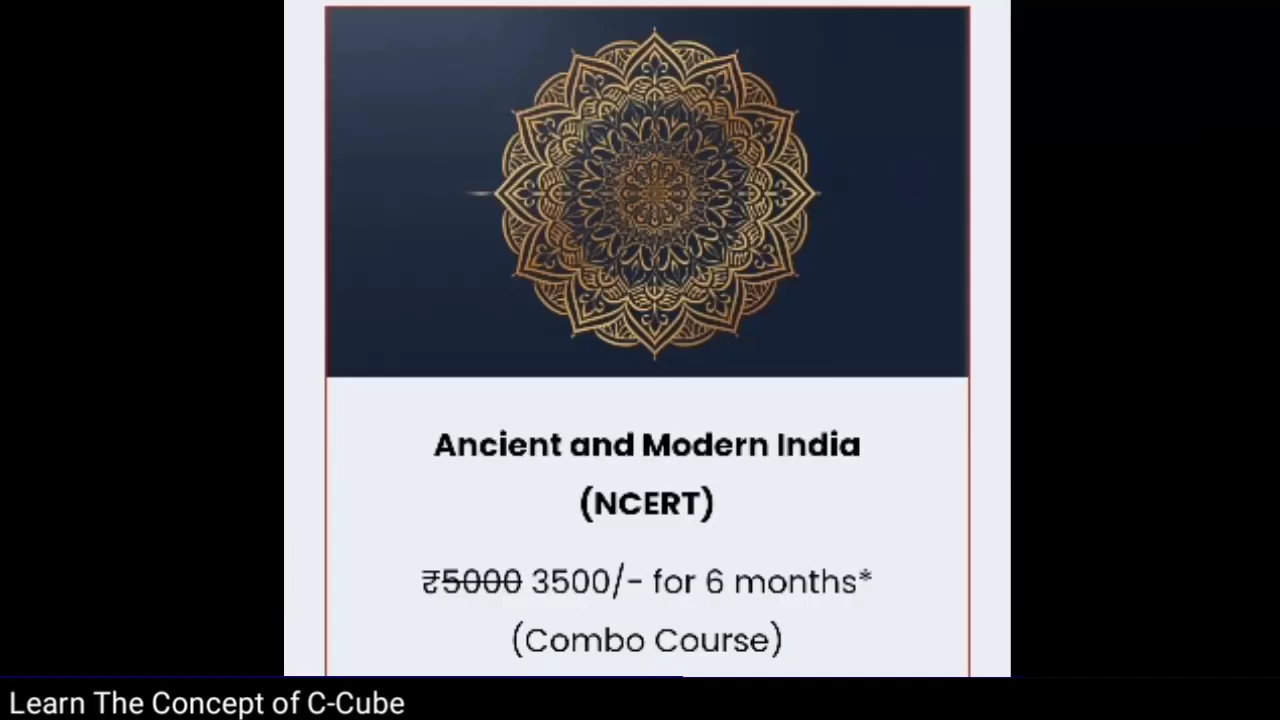 Ancient and Modern India
(NCERT)
₹5000 3500/- for 6 months*
(Combo Course)
Learn The Concept of C-Cube